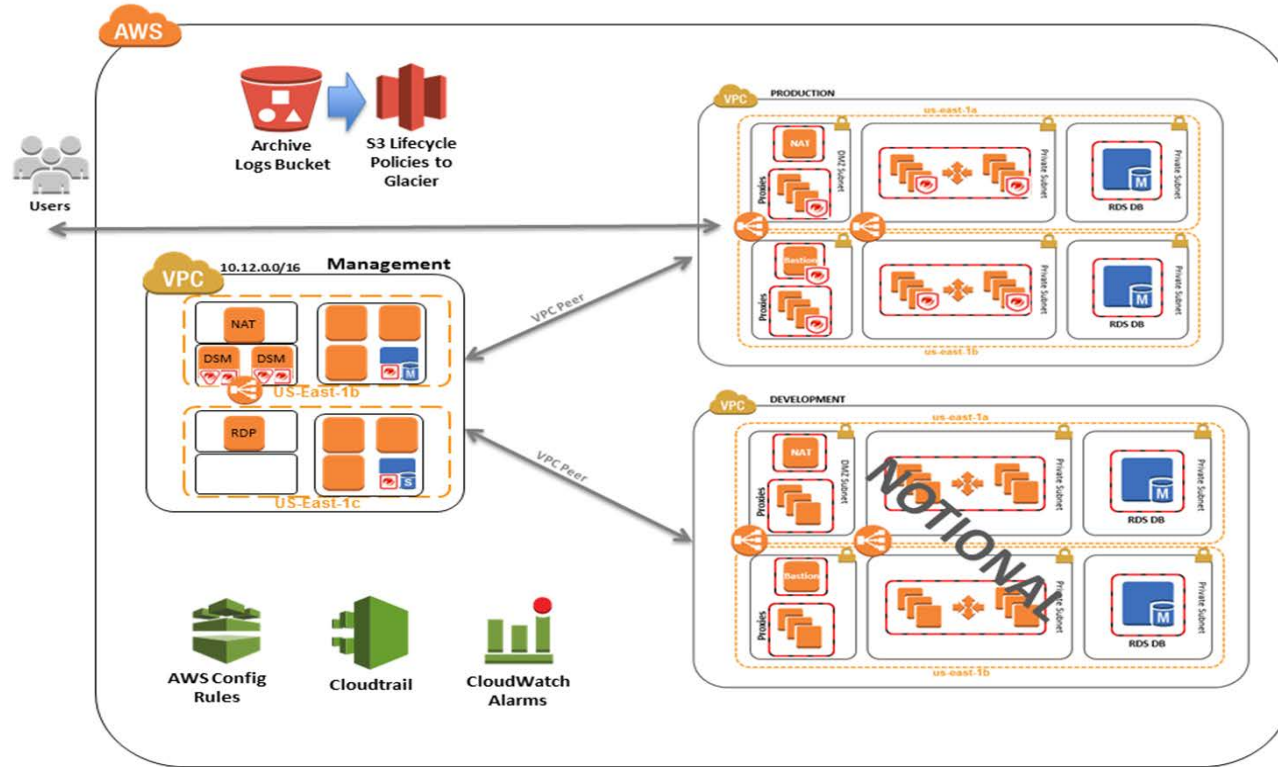 AWS
Archive
Logs Bucket
S3 Lifecycle
Policies to
Glacier
Users
VPC
PRODUCTION
us-east-1a
NAT
DMZ Subnet
Proxies
Private Subnet
Private Subnet
M
RDS DB
Bastion
Proxies
Private Subnet
Private Subnet
M
RDS DB
us-east-1b
VPC
10.12.0.0/16
Management
NAT
DSM
DSM
M
US-East-1b
RDP
S
US-East-1c
VPC Peer
VPC Peer
VPC
DEVELOPMENT
us-east-1a
NAT
DMZ Subnet
Proxies
Private Subnet
Private Subnet
M
RDS DB
NOTIONAL
Bastion
Proxies
Private Subnet
Private Subnet
M
RDS DB
us-east-1b
AWS Config
Rules
Cloudtrail
CloudWatch
Alarms